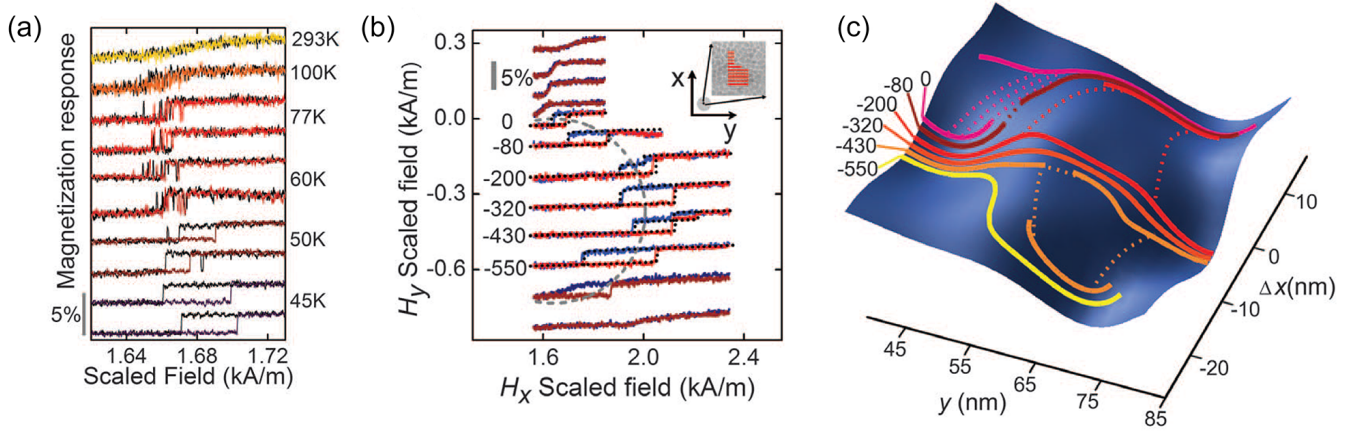 (a)
Magnetization response
293K
100K
77K
60K
50K
45K
5%
1.64
1.68
1.72
Scaled Field (kA/m)
(b)
Hy Scaled field (kA/m)
0.3
0.0
-0.3
-0.6
5%
x
y
0
-80
-200
-320
-430
-550
1.6
2.0
2.4
Hx Scaled field (kA/m)
(c)
0
-80
-200
-320
-430
-550
10
0
-10
-20
Δx(nm)
45
55
65
75
85
y (nm)